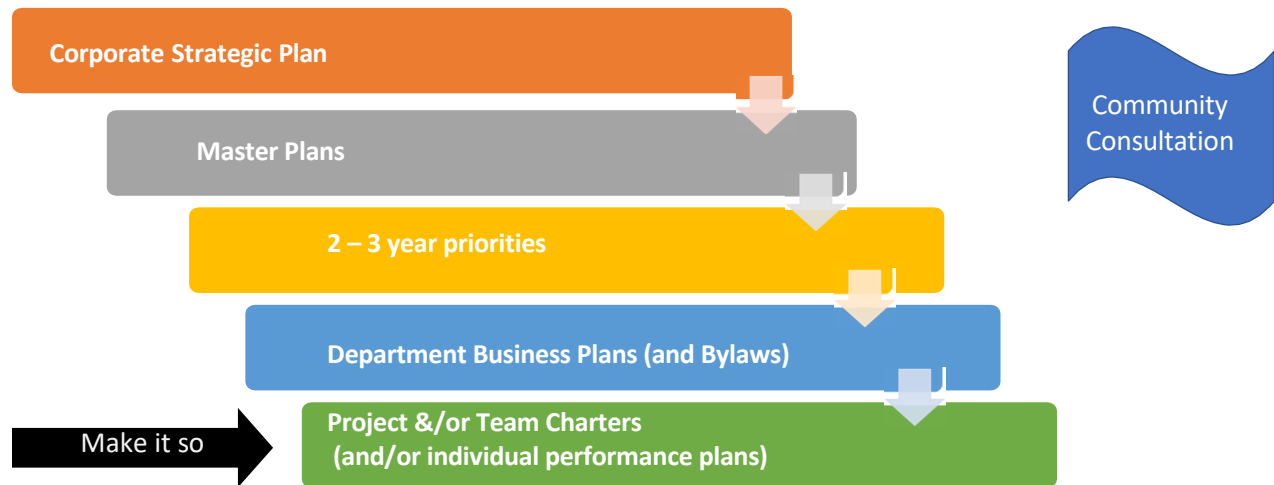 Corporate Strategic Plan
Community
Consultation
Master Plans
2 – 3 year priorities
Department Business Plans (and Bylaws)
Make it so
Project &/or Team Charters
(and/or individual performance plans)